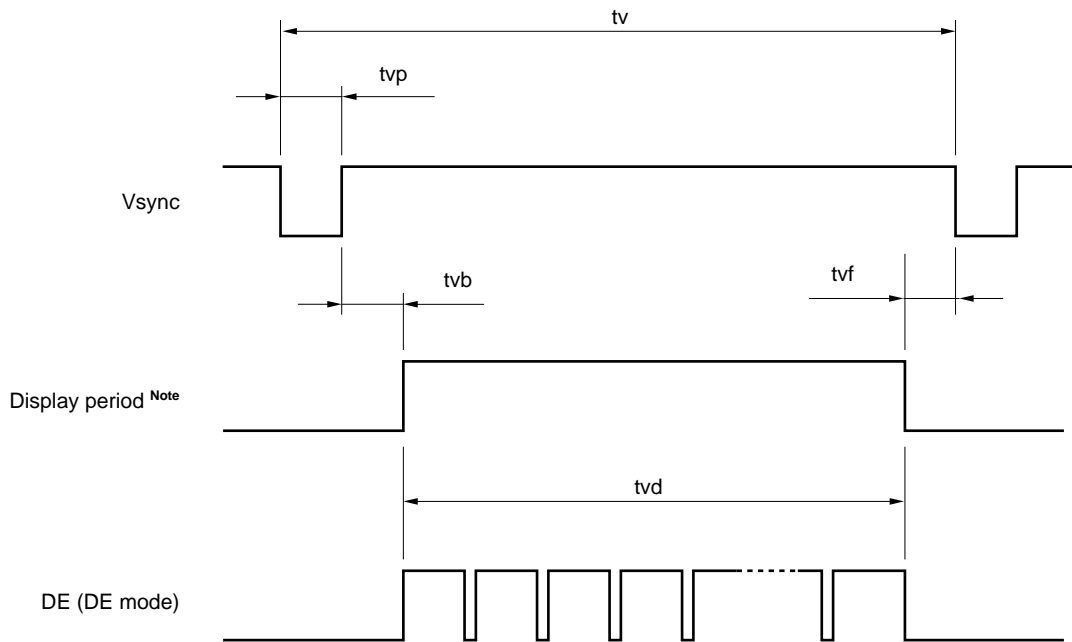 tv
tvp
Vsync
tvb
tvf
Display period Note
tvd
DE (DE mode)